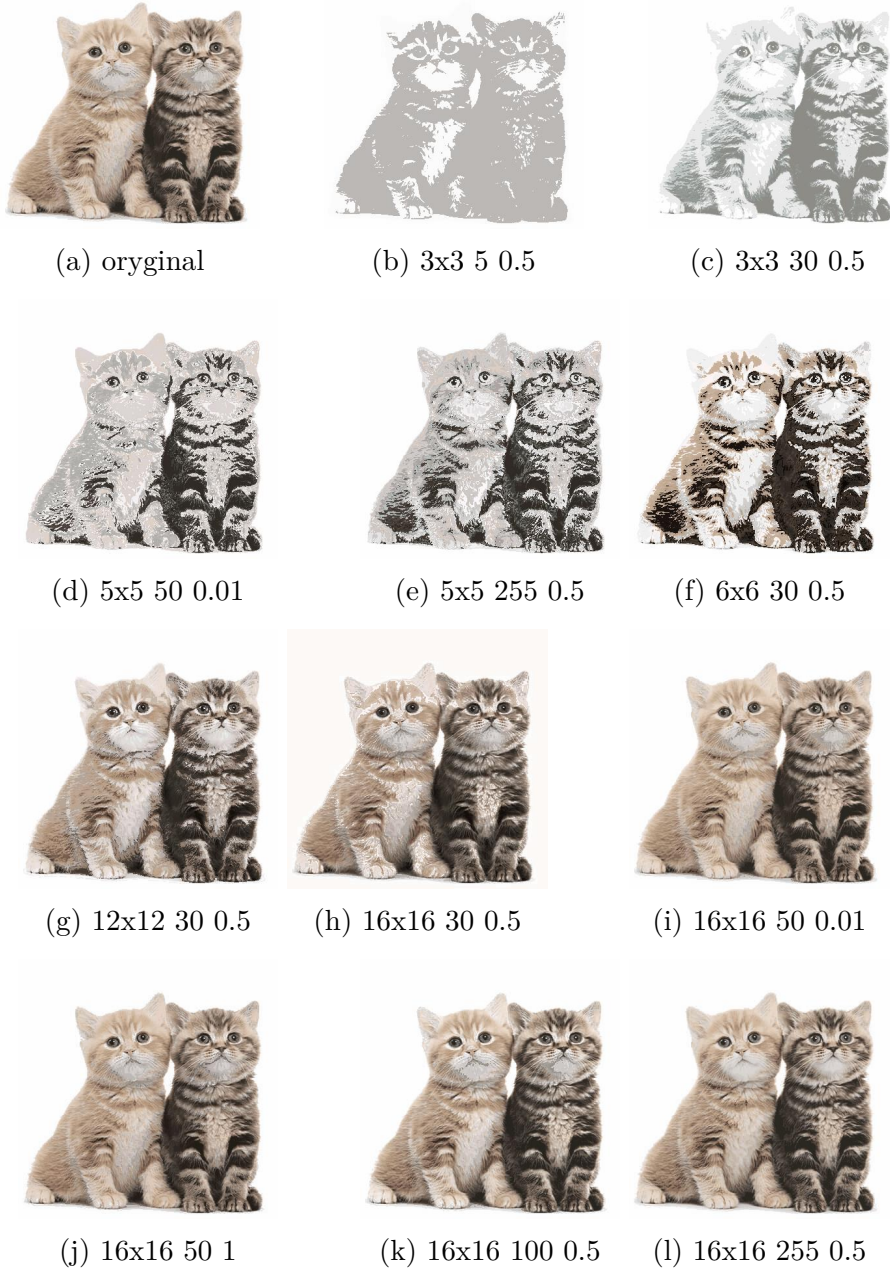 (a) oryginal
(b) 3x3 5 0.5
(c) 3x3 30 0.5
(d) 5x5 50 0.01
(e) 5x5 255 0.5
(f) 6x6 30 0.5
(g) 12x12 30 0.5
(h) 16x16 30 0.5
(i) 16x16 50 0.01
(j) 16x16 50 1
(k) 16x16 100 0.5
(l) 16x16 255 0.5